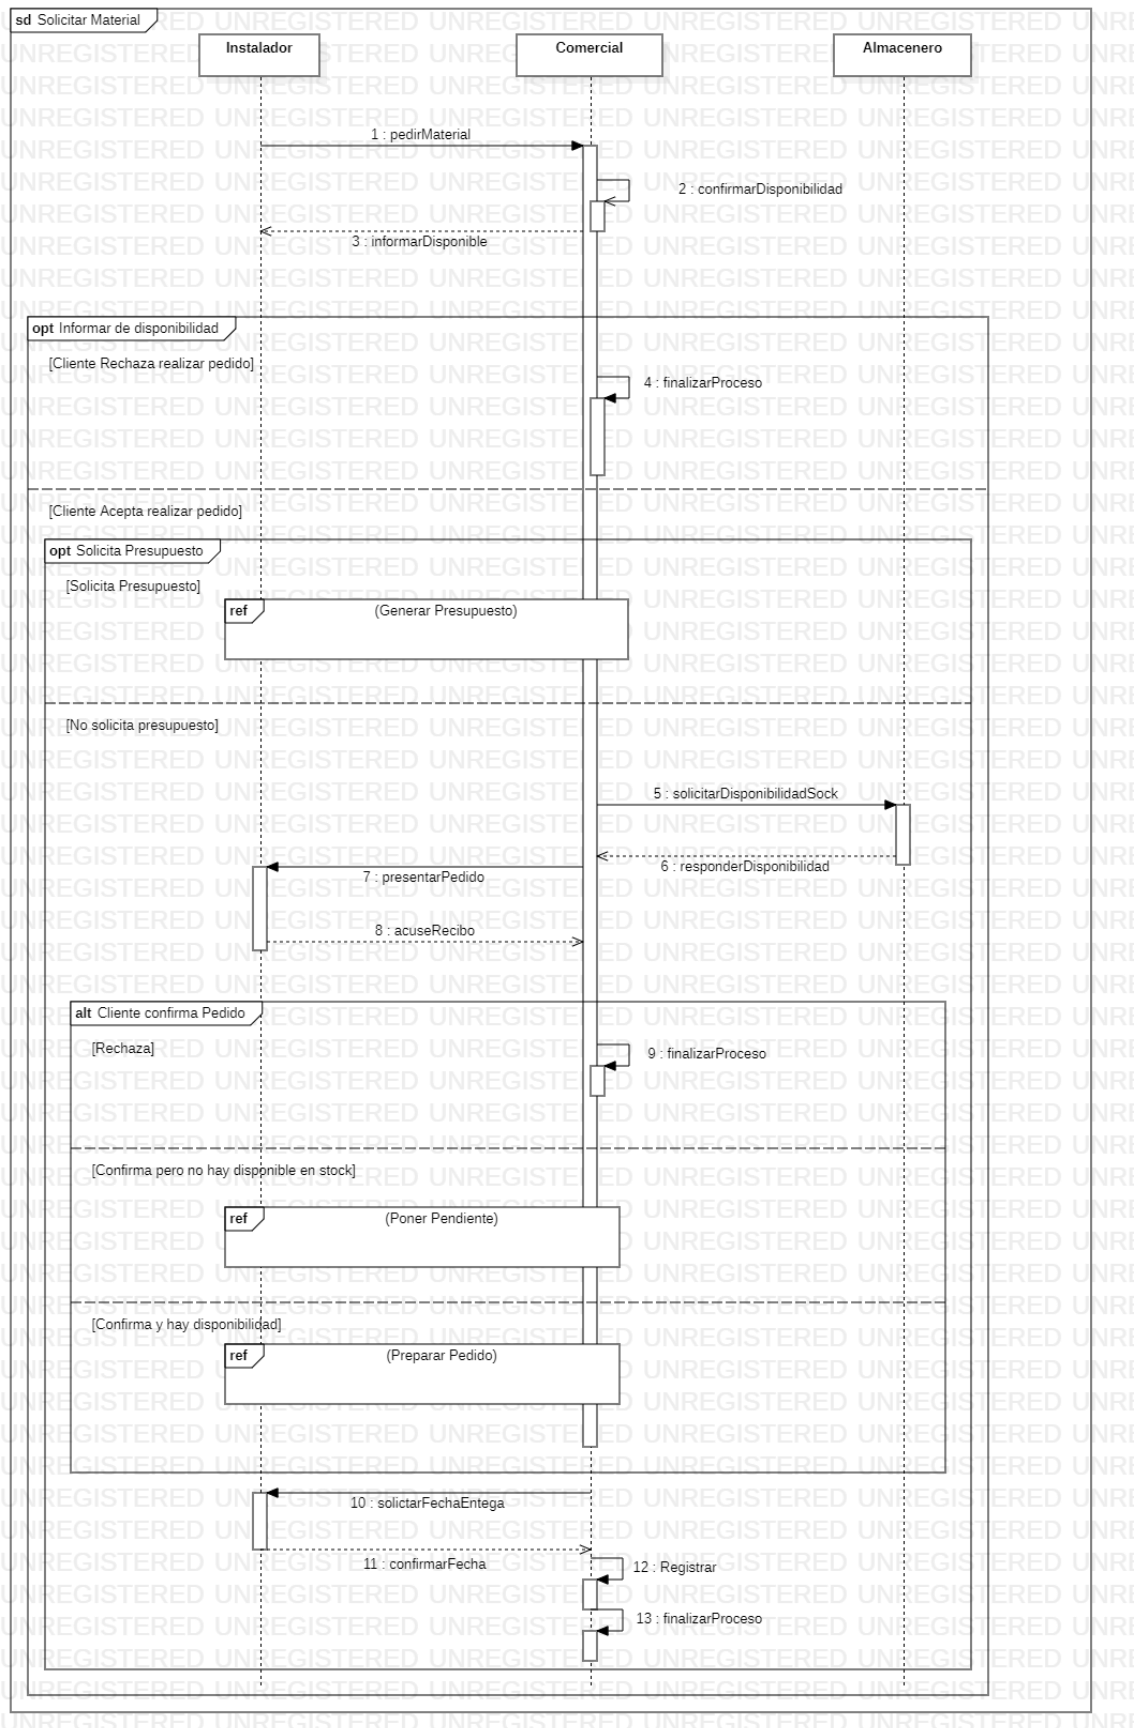 sd Solicitar Material
Instalador
Comercial
Almacenero
1 : pedirMaterial
2 : confirmarDisponibilidad
3 : informarDisponible
opt Informar de disponibilidad
[Cliente Rechaza realizar pedido]
4 : finalizarProceso
[Cliente Acepta realizar pedido]
opt Solicita Presupuesto
[Solicita Presupuesto]
ref (Generar Presupuesto)
[No solicita presupuesto]
5 : solicitarDisponibilidadSock
6 : responderDisponibilidad
7 : presentarPedido
8 : acuseRecibo
alt Cliente confirma Pedido
[Rechaza]
9 : finalizarProceso
[Confirma pero no hay disponible en stock]
ref (Poner Pendiente)
[Confirma y hay disponibilidad]
ref (Preparar Pedido)
10 : solictarFechaEntega
11 : confirmarFecha
12 : Registrar
13 : finalizarProceso
UNREGISTERED